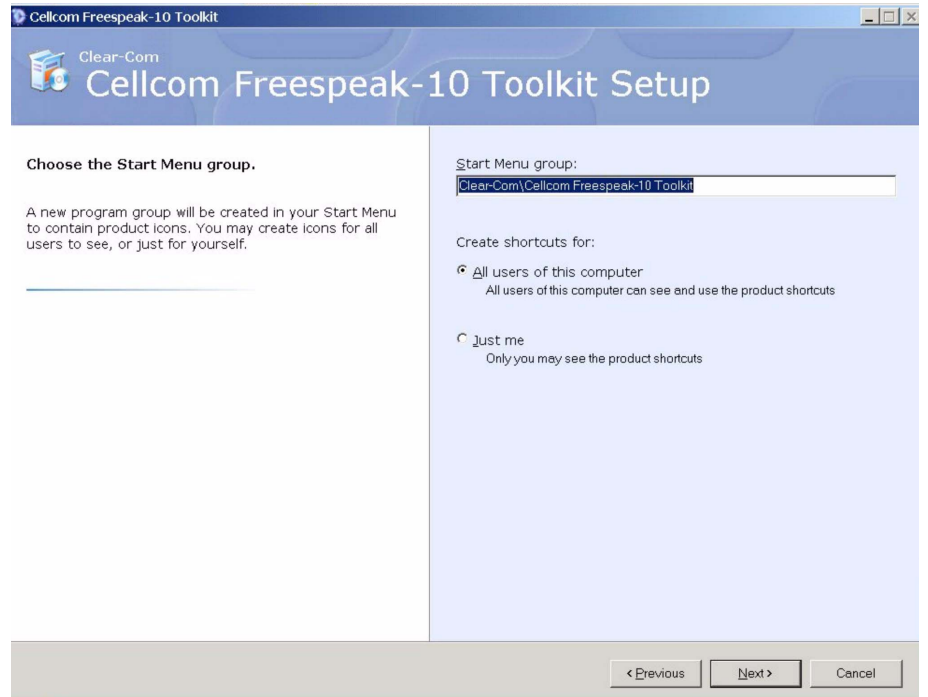 Cellcom Freespeak-10 Toolkit
Clear-Com
Cellcom Freespeak-10 Toolkit Setup
Choose the Start Menu group.
A new program group will be created in your Start Menu
to contain product icons. You may create icons for all
users to see, or just for yourself.
Start Menu group:
Clear-Com\Cellcom Freespeak-10 Toolkit
Create shortcuts for:
All users of this computer
All users of this computer can see and use the product shortcuts
Just me
Only you may see the product shortcuts
< Previous
Next >
Cancel